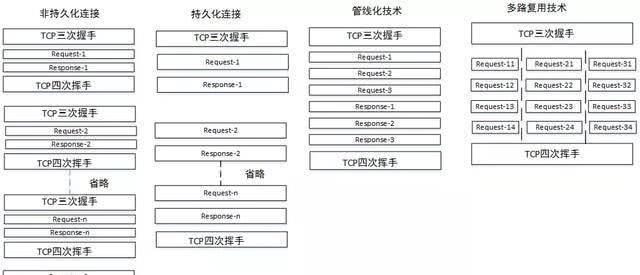 非持久化连接
TCP三次握手
Request-1
Response-1
TCP四次挥手
TCP三次握手
Request-2
Response-2
TCP四次挥手
省略
TCP三次握手
Request-n
Response-n
TCP四次挥手
持久化连接
TCP三次握手
Request-1
Response-1
Request-2
Response-2
省略
Request-n
Response-n
TCP四次挥手
管线化技术
TCP三次握手
Request-1
Request-2
Request-3
Response-1
Response-2
Response-3
TCP四次挥手
多路复用技术
TCP三次握手
Request-11 Request-21 Request-31
Request-12 Request-22 Request-32
Request-13 Request-23 Request-33
Request-14 Request-24 Request-34
TCP四次挥手